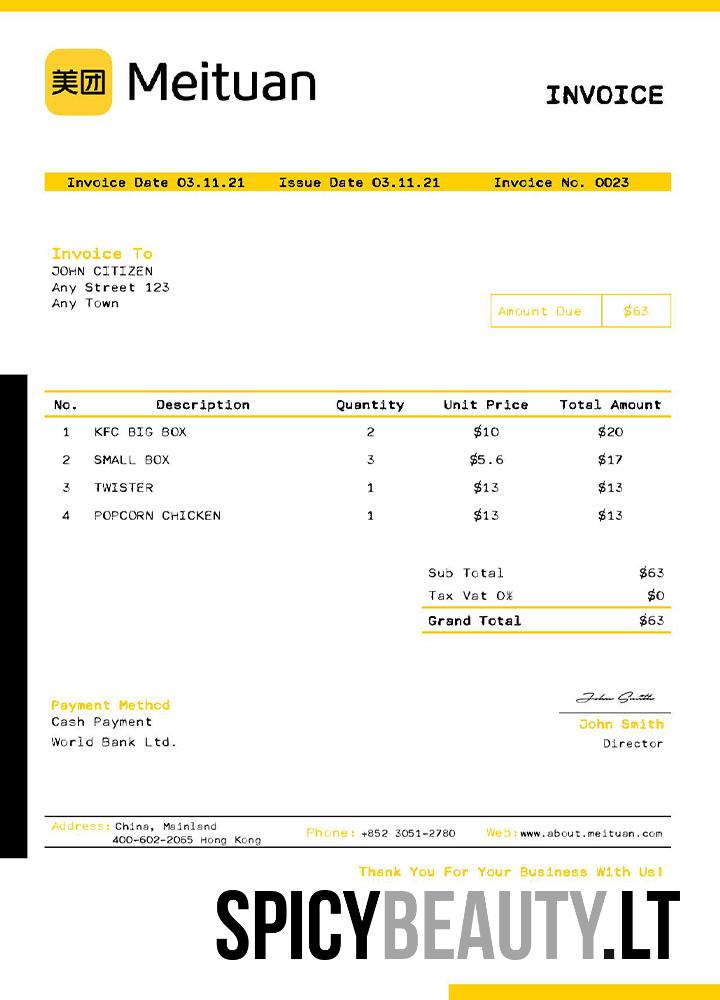 美团 Meituan
INVOICE
Invoice Date 03.11.21 Issue Date 03.11.21 Invoice No. 0023
Invoice To
JOHN CITIZEN
Any Street 123
Any Town
Amount Due $63
No. Description Quantity Unit Price Total Amount
1 KFC BIG BOX 2 $10 $20
2 SMALL BOX 3 $5.6 $17
3 TWISTER 1 $13 $13
4 POPCORN CHICKEN 1 $13 $13
Sub Total $63
Tax Vat 0% $0
Grand Total $63
Payment Method
Cash Payment
World Bank Ltd.
John Smith
John Smith
Director
Address: China, Mainland
400-602-2065 Hong Kong
Phone: +852 3051-2780
Web: www.about.meituan.com
Thank You For Your Business With Us!
SPICYBEAUTY.LT